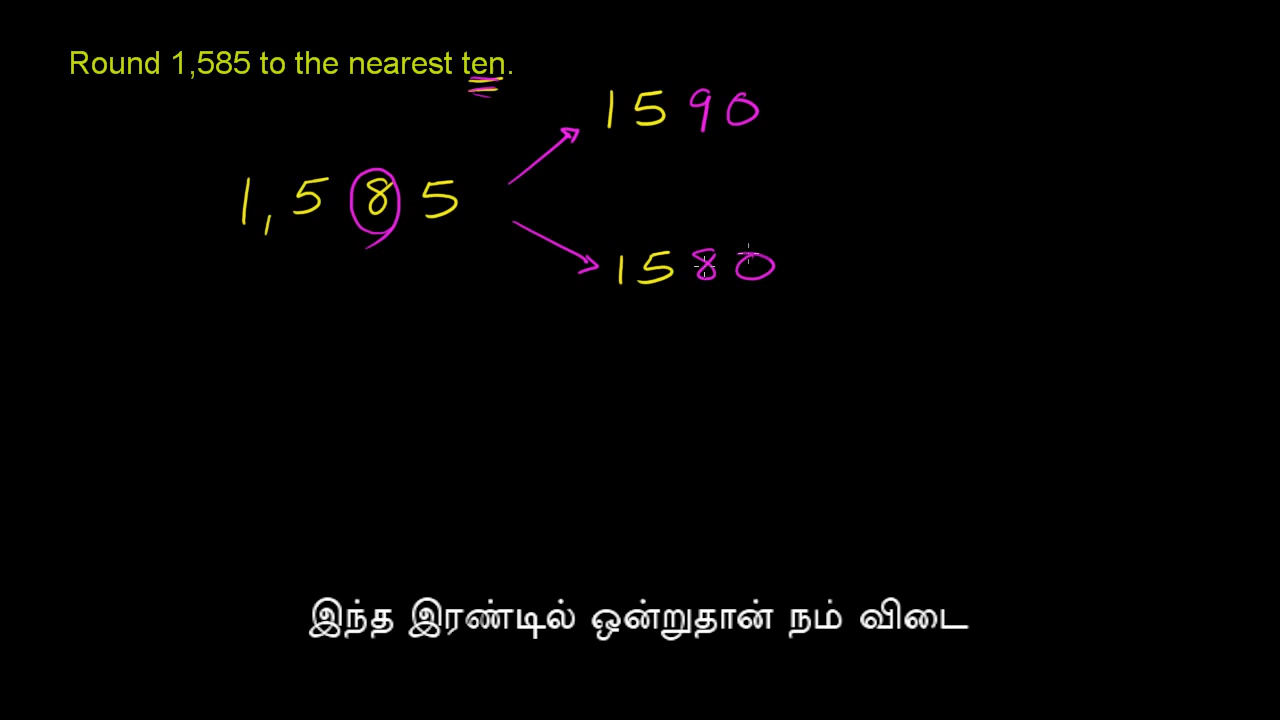 Round 1,585 to the nearest ten.
1590
1,585
1580
இந்த இரண்டில் ஒன்றுதான் நம் விடை